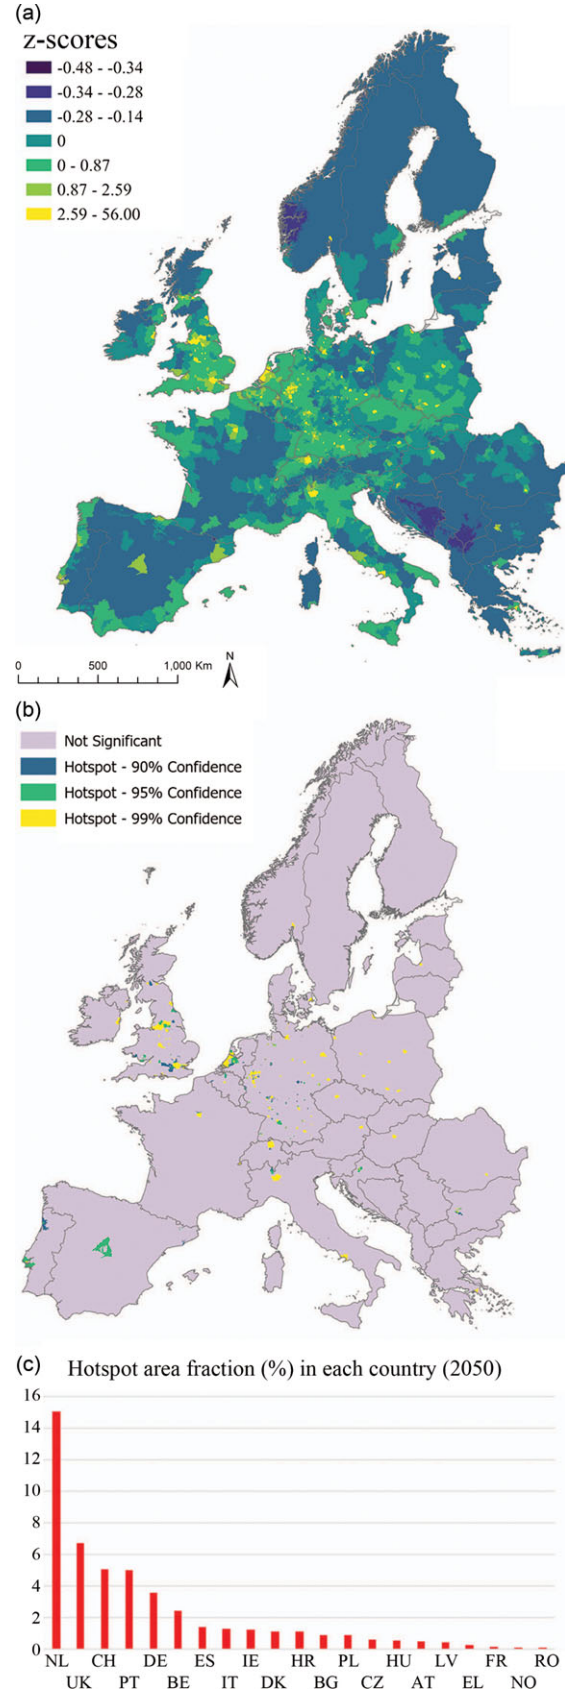 (a)
z-scores
-0.48 - -0.34
-0.34 - -0.28
-0.28 - -0.14
0
0 - 0.87
0.87 - 2.59
2.59 - 56.00
0 500 1,000 Km
N
(b)
Not Significant
Hotspot - 90% Confidence
Hotspot - 95% Confidence
Hotspot - 99% Confidence
(c) Hotspot area fraction (%) in each country (2050)
16
14
12
10
8
6
4
2
0
NL CH DE ES IE HR PL HU LV FR RO
UK PT BE IT DK BG CZ AT EL NO